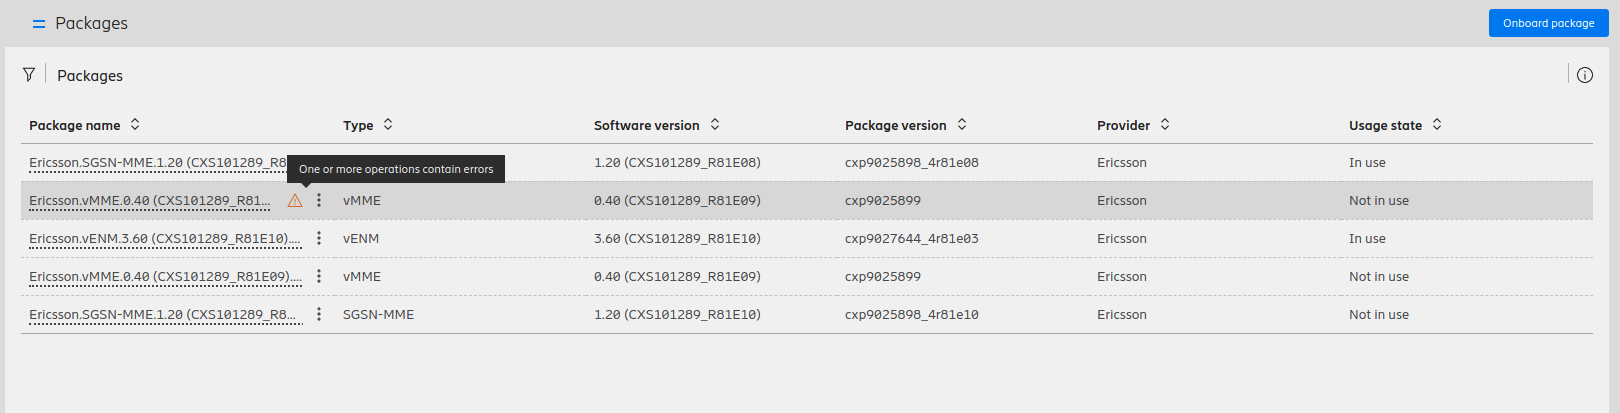 Packages
Onboard package
Packages
Package name Type Software version Package version Provider Usage state
Ericsson.SGSN-MME.1.20 (CXS101289_R8 1.20 (CXS101289_R81E08) cxp9025898_4r81e08 Ericsson In use
One or more operations contain errors
Ericsson.vMME.0.40 (CXS101289_R81... vMME 0.40 (CXS101289_R81E09) cxp9025899 Ericsson Not in use
Ericsson.vENM.3.60 (CXS101289_R81E10).... vENM 3.60 (CXS101289_R81E10) cxp9027644_4r81e03 Ericsson In use
Ericsson.vMME.0.40 (CXS101289_R81E09).... vMME 0.40 (CXS101289_R81E09) cxp9025899 Ericsson Not in use
Ericsson.SGSN-MME.1.20 (CXS101289_R8... SGSN-MME 1.20 (CXS101289_R81E10) cxp9025898_4r81e10 Ericsson Not in use